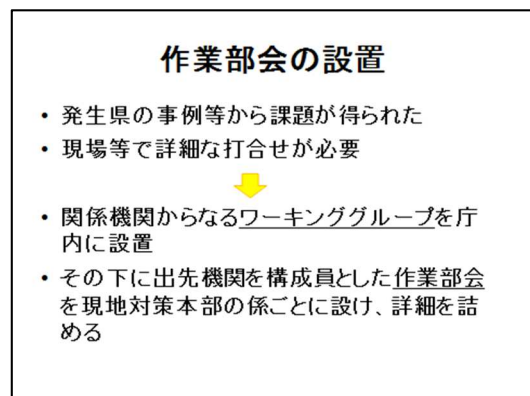 作業部会の設置
• 発生県の事例等から課題が得られた
• 現場等で詳細な打合せが必要
• 関係機関からなるワーキンググループを庁
内に設置
• その下に出先機関を構成員とした作業部会
を現地対策本部の係ごとに設け、詳細を詰
める